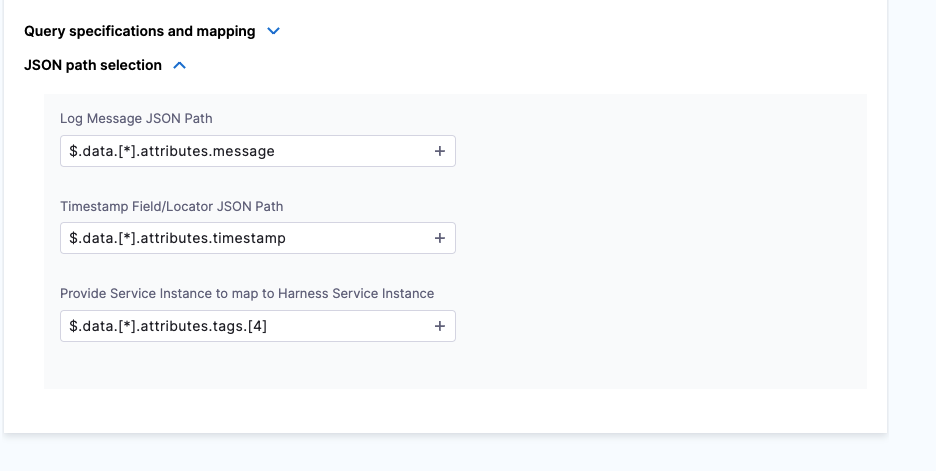 Query specifications and mapping
JSON path selection
Log Message JSON Path
$.data.[*].attributes.message
Timestamp Field/Locator JSON Path
$.data.[*].attributes.timestamp
Provide Service Instance to map to Harness Service Instance
$.data.[*].attributes.tags.[4]